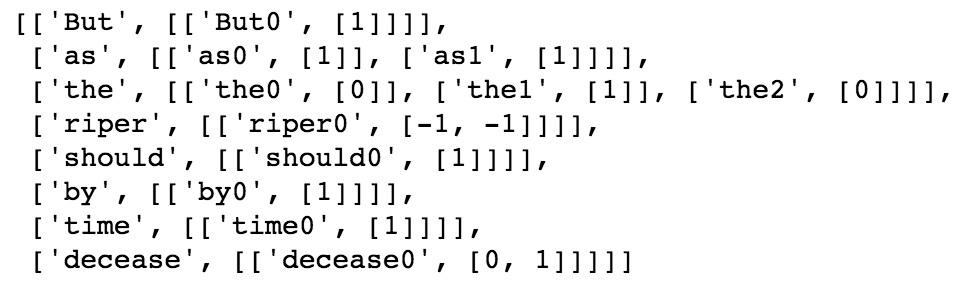 [['But', [['But0', [1]]]],
['as', [['as0', [1]], ['as1', [1]]]],
['the', [['the0', [0]], ['the1', [1]], ['the2', [0]]]],
['riper', [['riper0', [-1, -1]]]],
['should', [['should0', [1]]]],
['by', [['by0', [1]]]],
['time', [['time0', [1]]]],
['decease', [['decease0', [0, 1]]]]]